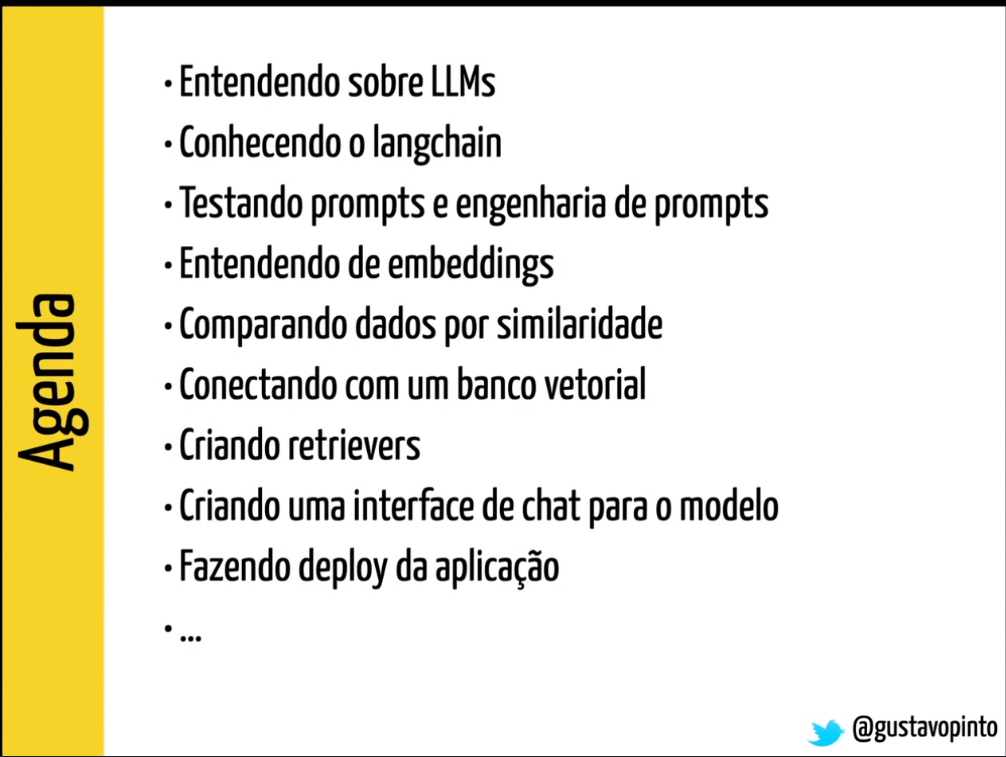 Agenda
• Entendendo sobre LLMs
• Conhecendo o langchain
• Testando prompts e engenharia de prompts
• Entendendo de embeddings
• Comparando dados por similaridade
• Conectando com um banco vetorial
• Criando retrievers
• Criando uma interface de chat para o modelo
• Fazendo deploy da aplicação
• ...
@gustavopinto